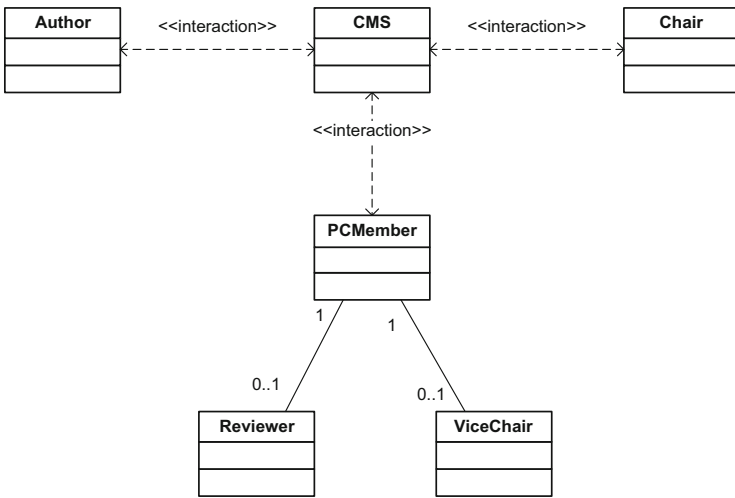 Author
<<interaction>>
CMS
<<interaction>>
Chair
<<interaction>>
PCMember
1
1
0..1
0..1
Reviewer
ViceChair